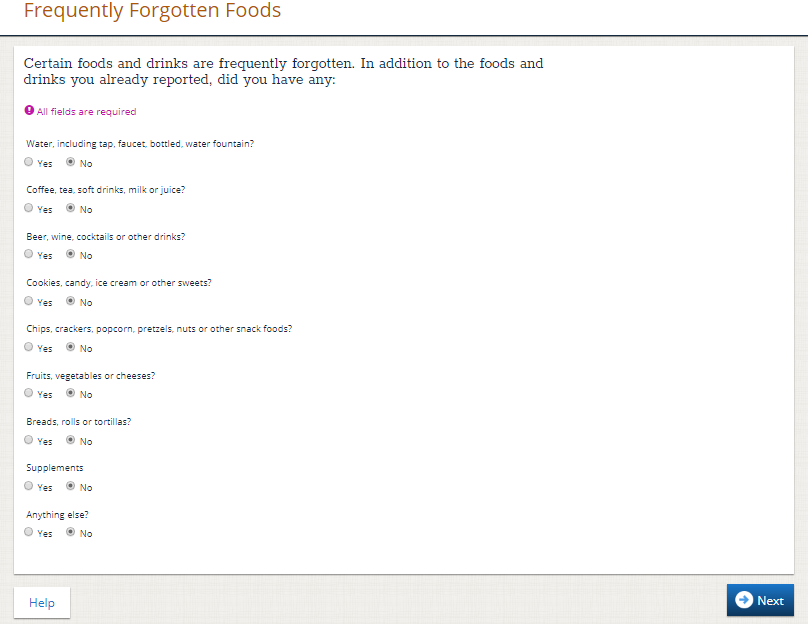 Frequently Forgotten Foods
Certain foods and drinks are frequently forgotten. In addition to the foods and
drinks you already reported, did you have any:
All fields are required
Water, including tap, faucet, bottled, water fountain?
Yes No
Coffee, tea, soft drinks, milk or juice?
Yes No
Beer, wine, cocktails or other drinks?
Yes No
Cookies, candy, ice cream or other sweets?
Yes No
Chips, crackers, popcorn, pretzels, nuts or other snack foods?
Yes No
Fruits, vegetables or cheeses?
Yes No
Breads, rolls or tortillas?
Yes No
Supplements
Yes No
Anything else?
Yes No
Help Next